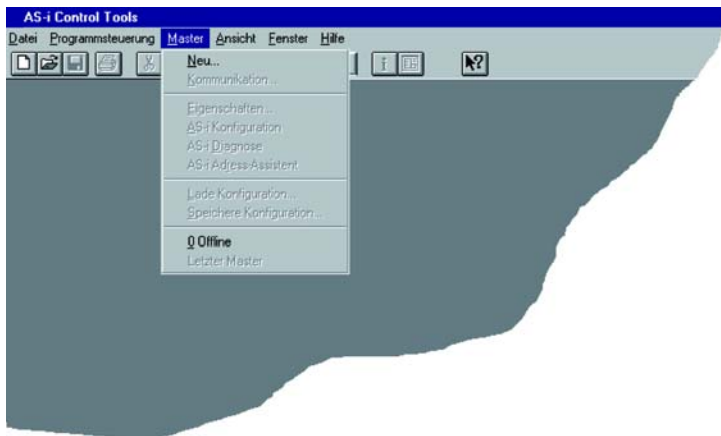 AS-i Control Tools
Datei Programmsteuerung Master Ansicht Fenster Hilfe
Neu...
Kommunikation...
Eigenschaften...
AS-i Konfiguration
AS-i Diagnose
AS-i Adress-Assistent
Lade Konfiguration...
Speichere Konfiguration...
0 Offline
Letzter Master